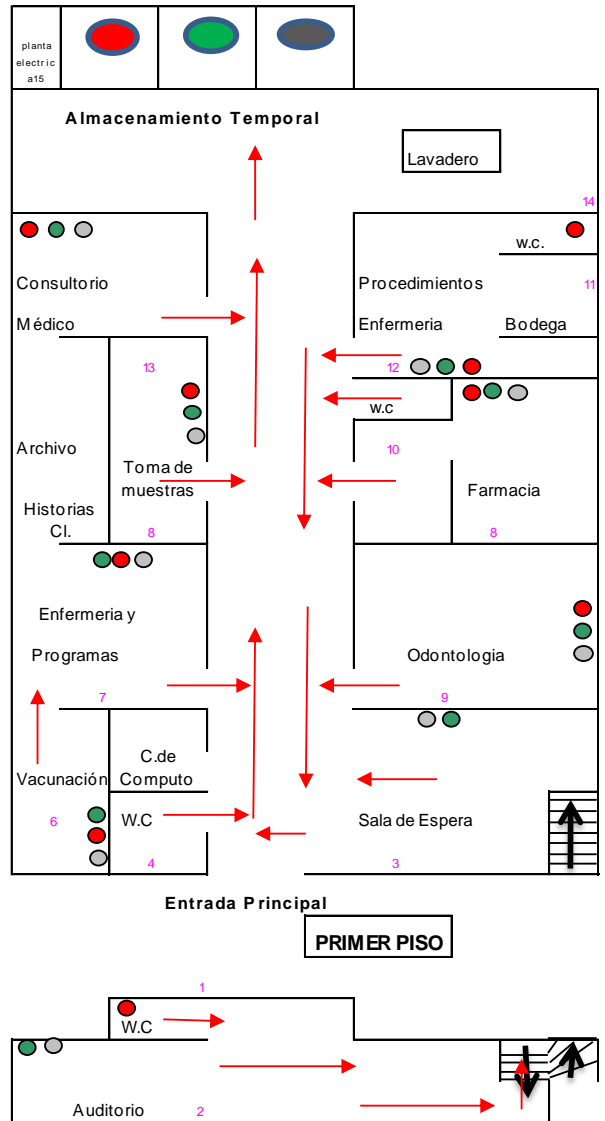 planta
electric
a15
Almacenamiento Temporal
Lavadero
14
w.c.
Consultorio
Procedimientos
11
Médico
Enfermeria
Bodega
13
12
w.c
Archivo
10
Toma de
muestras
Farmacia
Historias
Cl.
8
8
Enfermeria y
Programas
Odontologia
7
9
C.de
Computo
Vacunación
6
W.C
Sala de Espera
4
3
Entrada Principal
PRIMER PISO
1
W.C
Auditorio
2